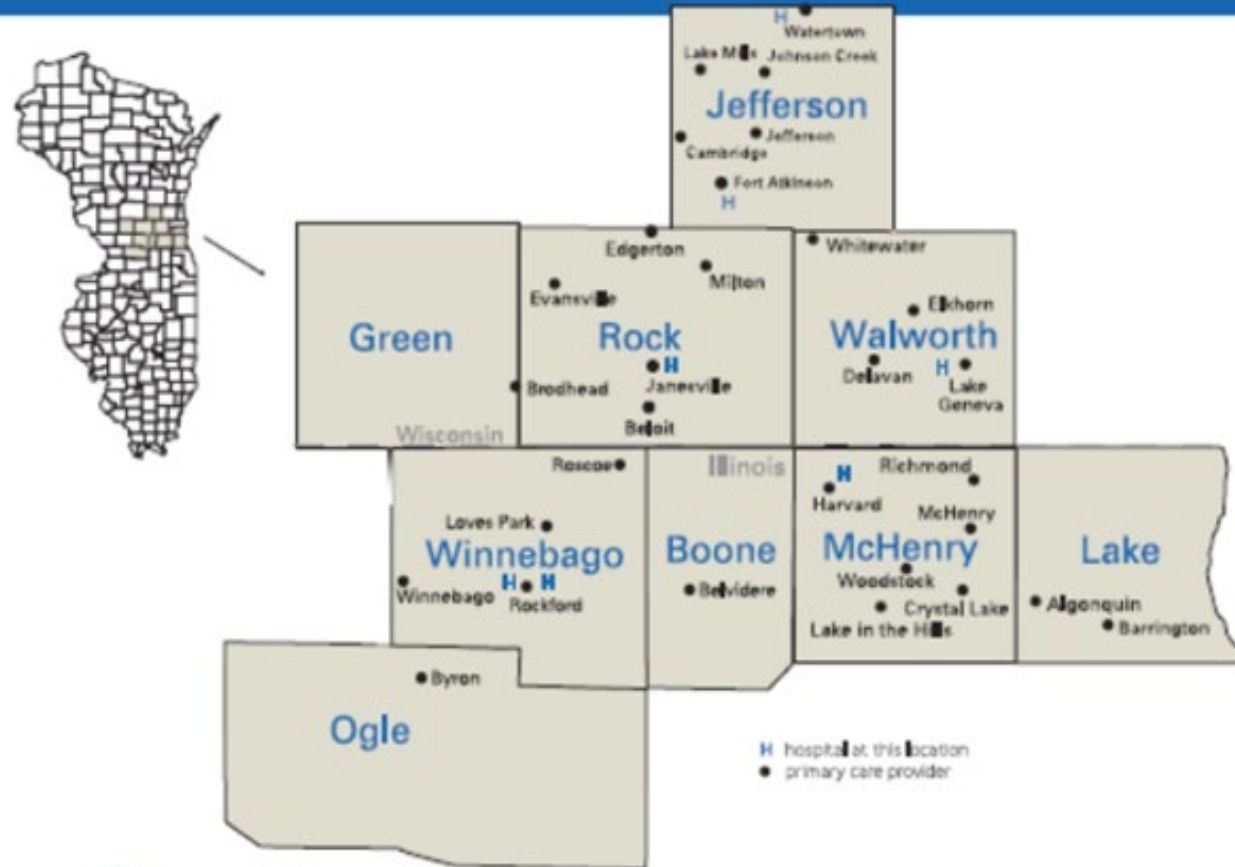 Watertown
Lake Mills
Johnson Creek
Jefferson
Jefferson
Cambridge
Fort Atkinson
H
H
Edgerton
Whitewater
Milton
Evansville
Elkhorn
Green
Rock
Walworth
H
H
Delavan
Lake
Geneva
Janesville
Brodhead
Beloit
Wisconsin
Roscoe
Illinois
Richmond
H
Harvard
McHenry
Loves Park
Winnebago
Boone
McHenry
Lake
Woodstock
H
H
Winnebago
Rockford
Belvidere
Crystal Lake
Algonquin
Lake in the Hills
Barrington
Byron
Ogle
H hospital at this location
primary care provider